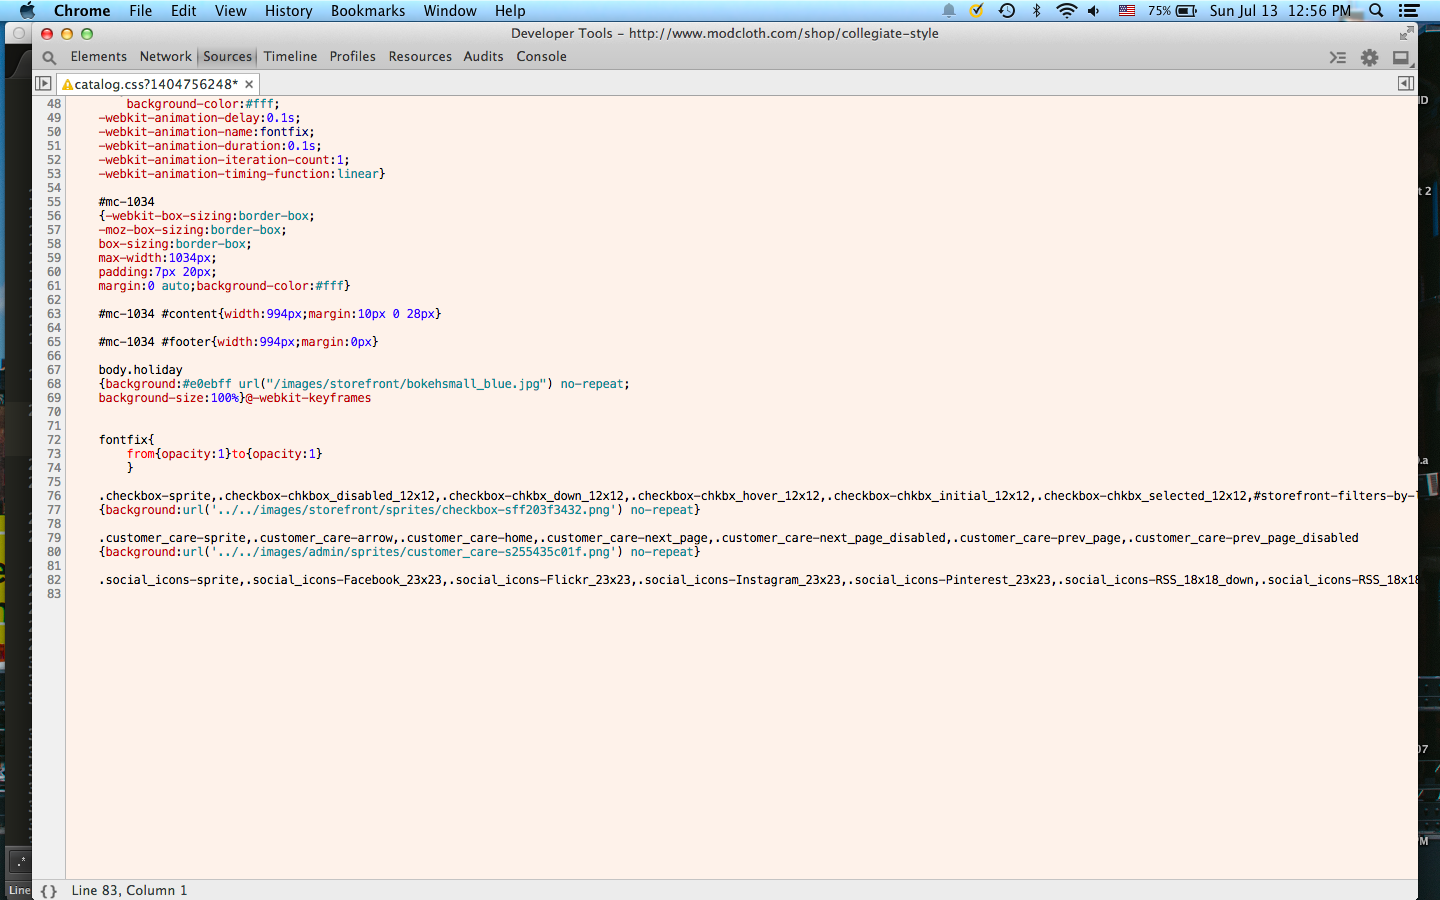 Chrome File Edit View History Bookmarks Window Help 75% Sun Jul 13 12:56 PM
Developer Tools - http://www.modcloth.com/shop/collegiate-style
Elements Network Sources Timeline Profiles Resources Audits Console
catalog.css?1404756248* ×
48 background-color:#fff;
49 -webkit-animation-delay:0.1s;
50 -webkit-animation-name:fontfix;
51 -webkit-animation-duration:0.1s;
52 -webkit-animation-iteration-count:1;
53 -webkit-animation-timing-function:linear}
54
55 #mc-1034
56 {-webkit-box-sizing:border-box;
57 -moz-box-sizing:border-box;
58 box-sizing:border-box;
59 max-width:1034px;
60 padding:7px 20px;
61 margin:0 auto;background-color:#fff}
62
63 #mc-1034 #content{width:994px;margin:10px 0 28px}
64
65 #mc-1034 #footer{width:994px;margin:0px}
66
67 body.holiday
68 {background:#e0ebff url("/images/storefront/bokehsmall_blue.jpg") no-repeat;
69 background-size:100%}@-webkit-keyframes
70
71
72 fontfix{
73 from{opacity:1}to{opacity:1}
74 }
75
76 .checkbox-sprite,.checkbox-chkbox_disabled_12x12,.checkbox-chkbx_down_12x12,.checkbox-chkbx_hover_12x12,.checkbox-chkbx_initial_12x12,.checkbox-chkbx_selected_12x12,#storefront-filters-by-
77 {background:url('../../images/storefront/sprites/checkbox-sff203f3432.png') no-repeat}
78
79 .customer_care-sprite,.customer_care-arrow,.customer_care-home,.customer_care-next_page,.customer_care-next_page_disabled,.customer_care-prev_page,.customer_care-prev_page_disabled
80 {background:url('../../images/admin/sprites/customer_care-s255435c01f.png') no-repeat}
81
82 .social_icons-sprite,.social_icons-Facebook_23x23,.social_icons-Flickr_23x23,.social_icons-Instagram_23x23,.social_icons-Pinterest_23x23,.social_icons-RSS_18x18_down,.social_icons-RSS_18x18
83
{} Line 83, Column 1
Line